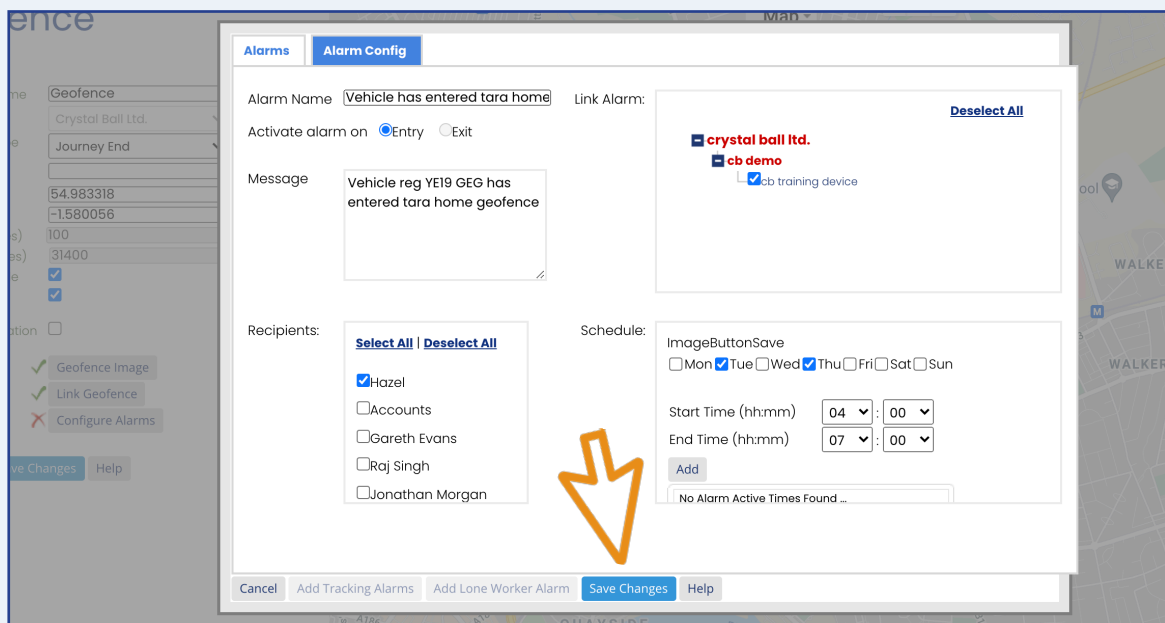 ence
Map
Alarms
Alarm Config
me
Geofence
Crystal Ball Ltd.
Journey End
54.983318
-1.580056
100
31400
Geofence Image
Link Geofence
Configure Alarms
ve Changes
Help
Alarm Name
Vehicle has entered tara home
Activate alarm on
Entry
Exit
Message
Vehicle reg YE19 GEG has
entered tara home geofence
Link Alarm:
Deselect All
crystal ball ltd.
cb demo
cb training device
Recipients:
Select All | Deselect All
Hazel
Accounts
Gareth Evans
Raj Singh
Jonathan Morgan
Schedule:
ImageButtonSave
Mon Tue Wed Thu Fri Sat Sun
Start Time (hh:mm) 04 : 00
End Time (hh:mm) 07 : 00
Add
No Alarm Active Times Found ...
Cancel
Add Tracking Alarms
Add Lone Worker Alarm
Save Changes
Help
ool
WALKE
M
WALKER
A186
QUAYSIDE